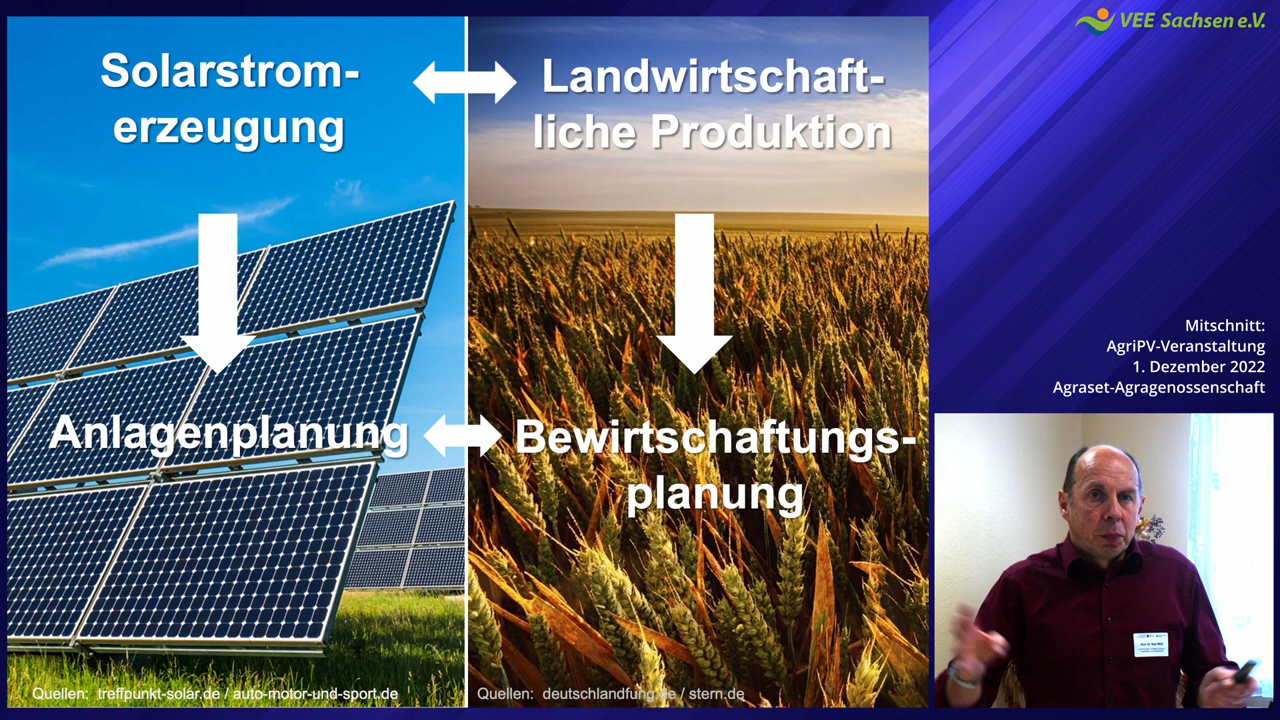 VEE Sachsen e.V.
Solarstrom-
erzeugung
Landwirtschaft-
liche Produktion
Anlagenplanung
Bewirtschaftungs-
planung
Quellen: treffpunkt-solar.de / auto-motor-und-sport.de
Quellen: deutschlandfunk.de / stern.de
Mitschnitt:
AgriPV-Veranstaltung
1. Dezember 2022
Agraset-Agragenossenschaft